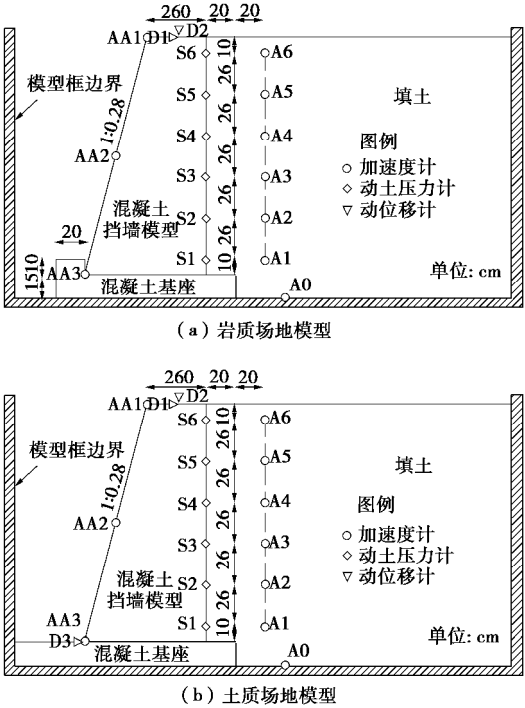 260 20 20
AA1 D1 D2
S6 10 A6
模型框边界
26
S5 A5
填土
1:0.28
26
S4 A4
图例
AA2
加速度计
26
S3 A3
动土压力计
混凝土
挡墙模型
26
S2 A2
动位移计
20
26
AA3
S1 10 A1
单位: cm
1510
混凝土基座
A0
(a) 岩质场地模型
260 20 20
AA1 D1 D2
S6 10 A6
模型框边界
26
S5 A5
填土
1:0.28
26
S4 A4
图例
AA2
加速度计
26
S3 A3
动土压力计
混凝土
挡墙模型
26
S2 A2
动位移计
26
AA3
S1 10 A1
D3
单位: cm
混凝土基座
A0
(b) 土质场地模型